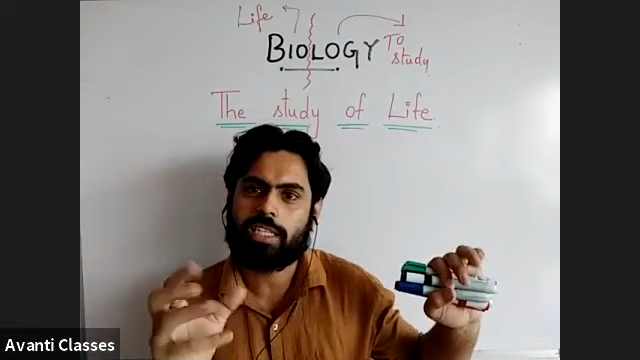 Life
BIOLOGY To
study
The study of Life.
Avanti Classes